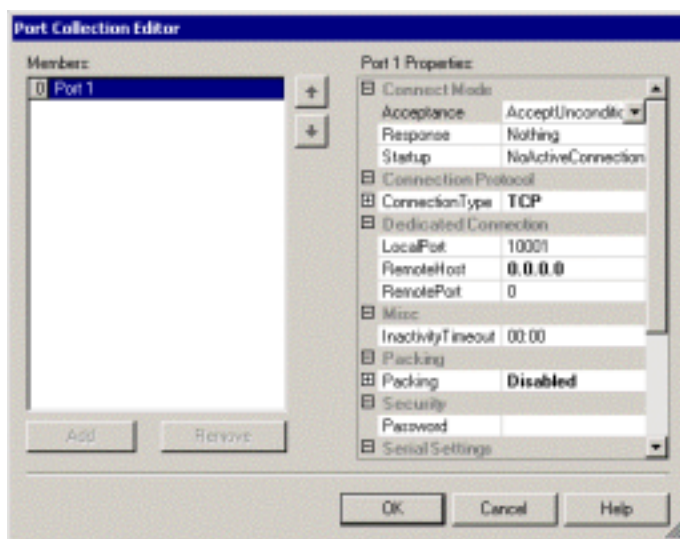 Port Collection Editor
Members:
0 Port 1
Port 1 Properties:
Connect Mode
Acceptance AcceptUnconditic
Response Nothing
Startup NoActiveConnection
Connection Protocol
ConnectionType TCP
Dedicated Connection
LocalPort 10001
RemoteHost 0.0.0.0
RemotePort 0
Misc
InactivityTimeout 00:00
Packing
Packing Disabled
Security
Password
Serial Settings
Add Remove
OK Cancel Help